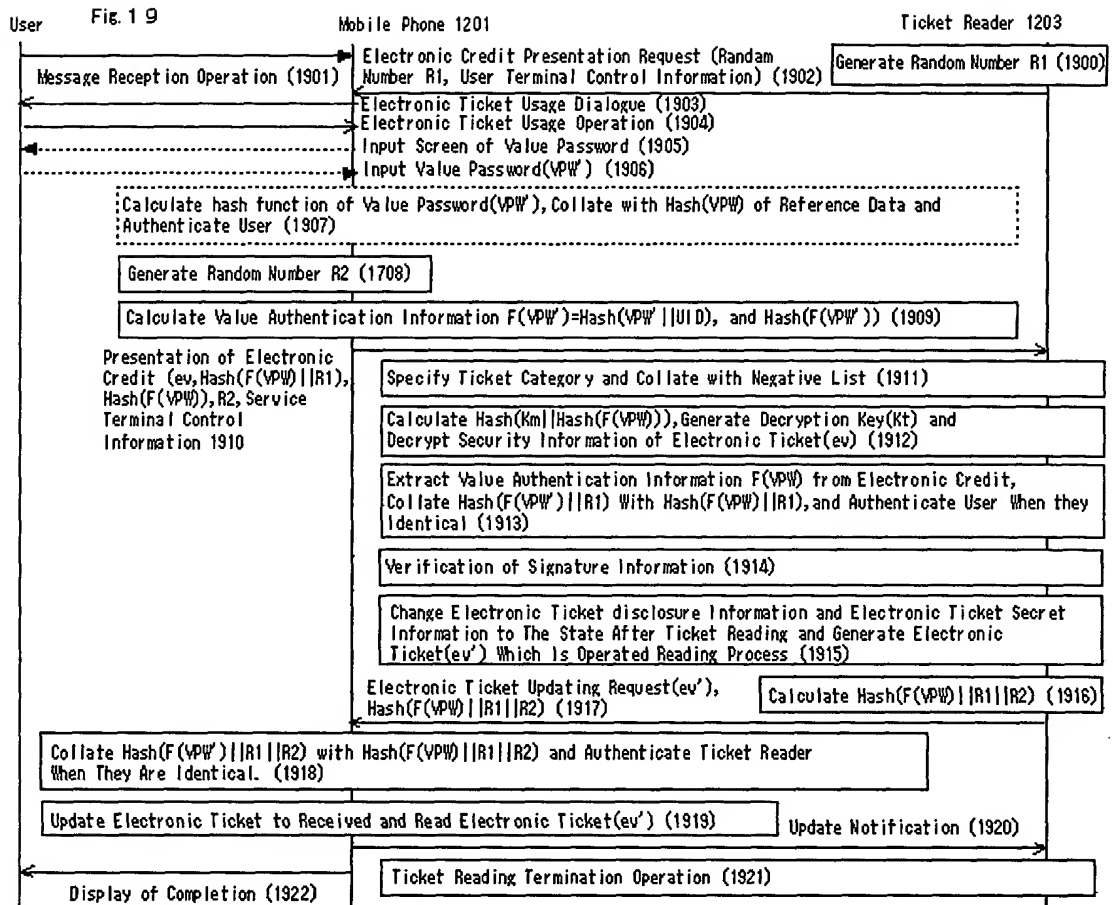 Fig. 19
User
Mobile Phone 1201
Ticket Reader 1203
Message Reception Operation (1901)
Electronic Credit Presentation Request (Randam
Number R1, User Terminal Control Information) (1902)
Generate Random Number R1 (1900)
Electronic Ticket Usage Dialogue (1903)
Electronic Ticket Usage Operation (1904)
Input Screen of Value Password (1905)
Input Value Password(VPW') (1906)
Calculate hash function of Value Password(VPW'), Collate with Hash(VPW) of Reference Data and
Authenticate User (1907)
Generate Random Number R2 (1708)
Calculate Value Authentication Information F(VPW')=Hash(VPW'||UID), and Hash(F(VPW')) (1909)
Presentation of Electronic
Credit (ev,Hash(F(VPW)||R1),
Hash(F(VPW)),R2,Service
Terminal Control
Information 1910
Specify Ticket Category and Collate with Negative List (1911)
Calculate Hash(Km||Hash(F(VPW))),Generate Decryption Key(Kt) and
Decrypt Security Information of Electronic Ticket(ev) (1912)
Extract Value Authentication Information F(VPW) from Electronic Credit,
Collate Hash(F(VPW')||R1) With Hash(F(VPW)||R1),and Authenticate User When they
Identical (1913)
Verification of Signature Information (1914)
Change Electronic Ticket disclosure Information and Electronic Ticket Secret
Information to The State After Ticket Reading and Generate Electronic
Ticket(ev') Which Is Operated Reading Process (1915)
Electronic Ticket Updating Request(ev'),
Hash(F(VPW)||R1||R2) (1917)
Calculate Hash(F(VPW)||R1||R2) (1916)
Collate Hash(F(VPW')||R1||R2) with Hash(F(VPW)||R1||R2) and Authenticate Ticket Reader
When They Are Identical. (1918)
Update Electronic Ticket to Received and Read Electronic Ticket(ev') (1919)
Update Notification (1920)
Ticket Reading Termination Operation (1921)
Display of Completion (1922)